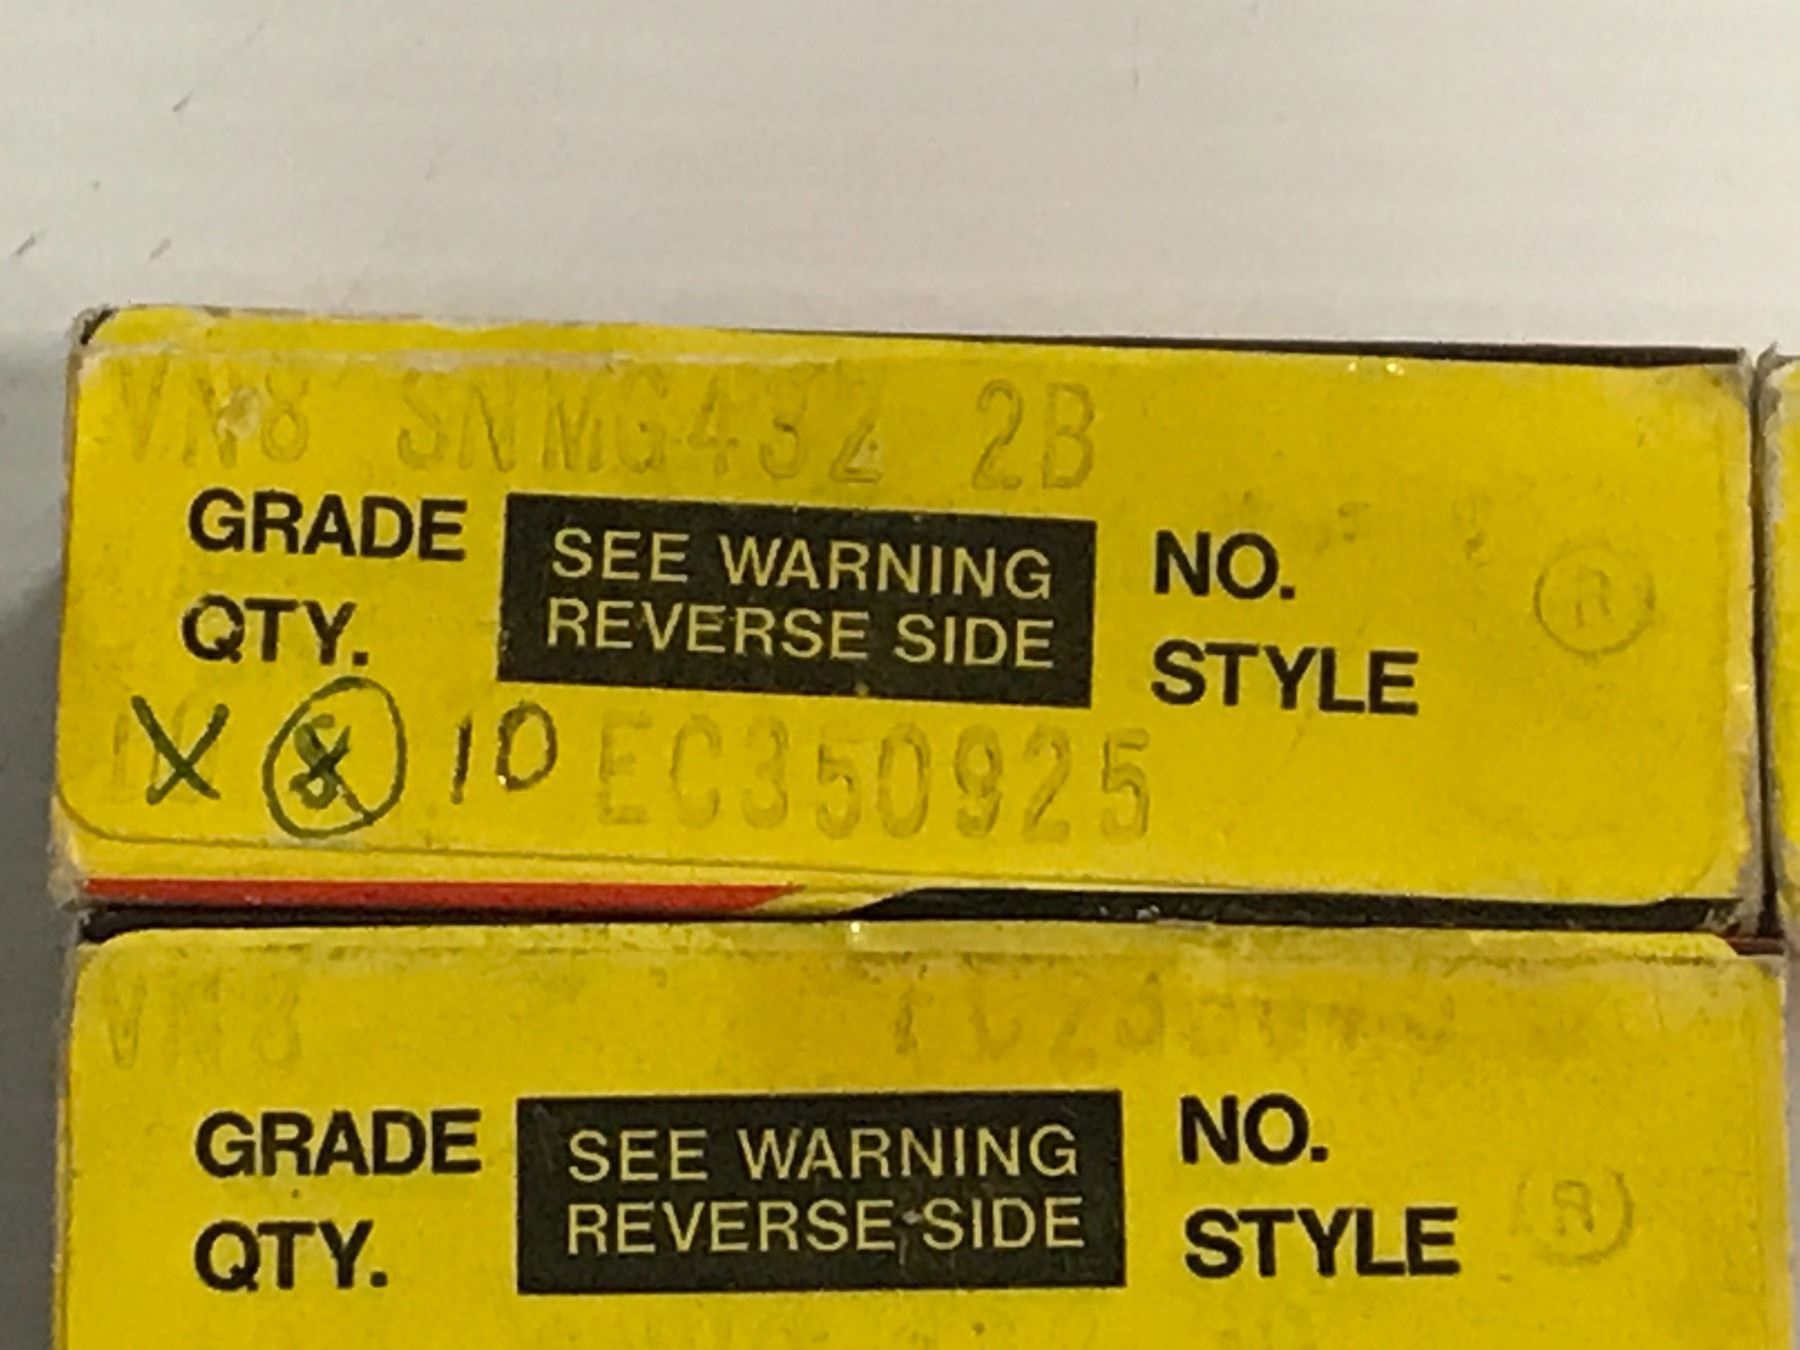 VN8 SNMG432 2B
GRADE SEE WARNING NO.
QTY. REVERSE SIDE STYLE
R
X 8 10 EC350925
VN8
GRADE SEE WARNING NO.
QTY. REVERSE SIDE STYLE
R